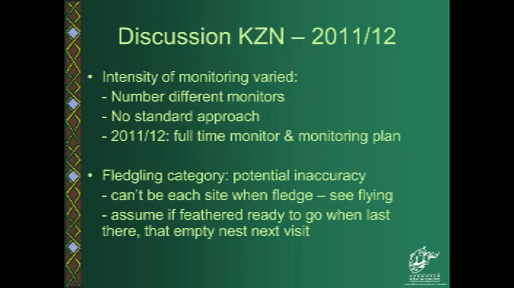 Discussion KZN – 2011/12
• Intensity of monitoring varied:
- Number different monitors
- No standard approach
- 2011/12: full time monitor & monitoring plan
• Fledgling category: potential inaccuracy
- can't be each site when fledge – see flying
- assume if feathered ready to go when last
there, that empty nest next visit